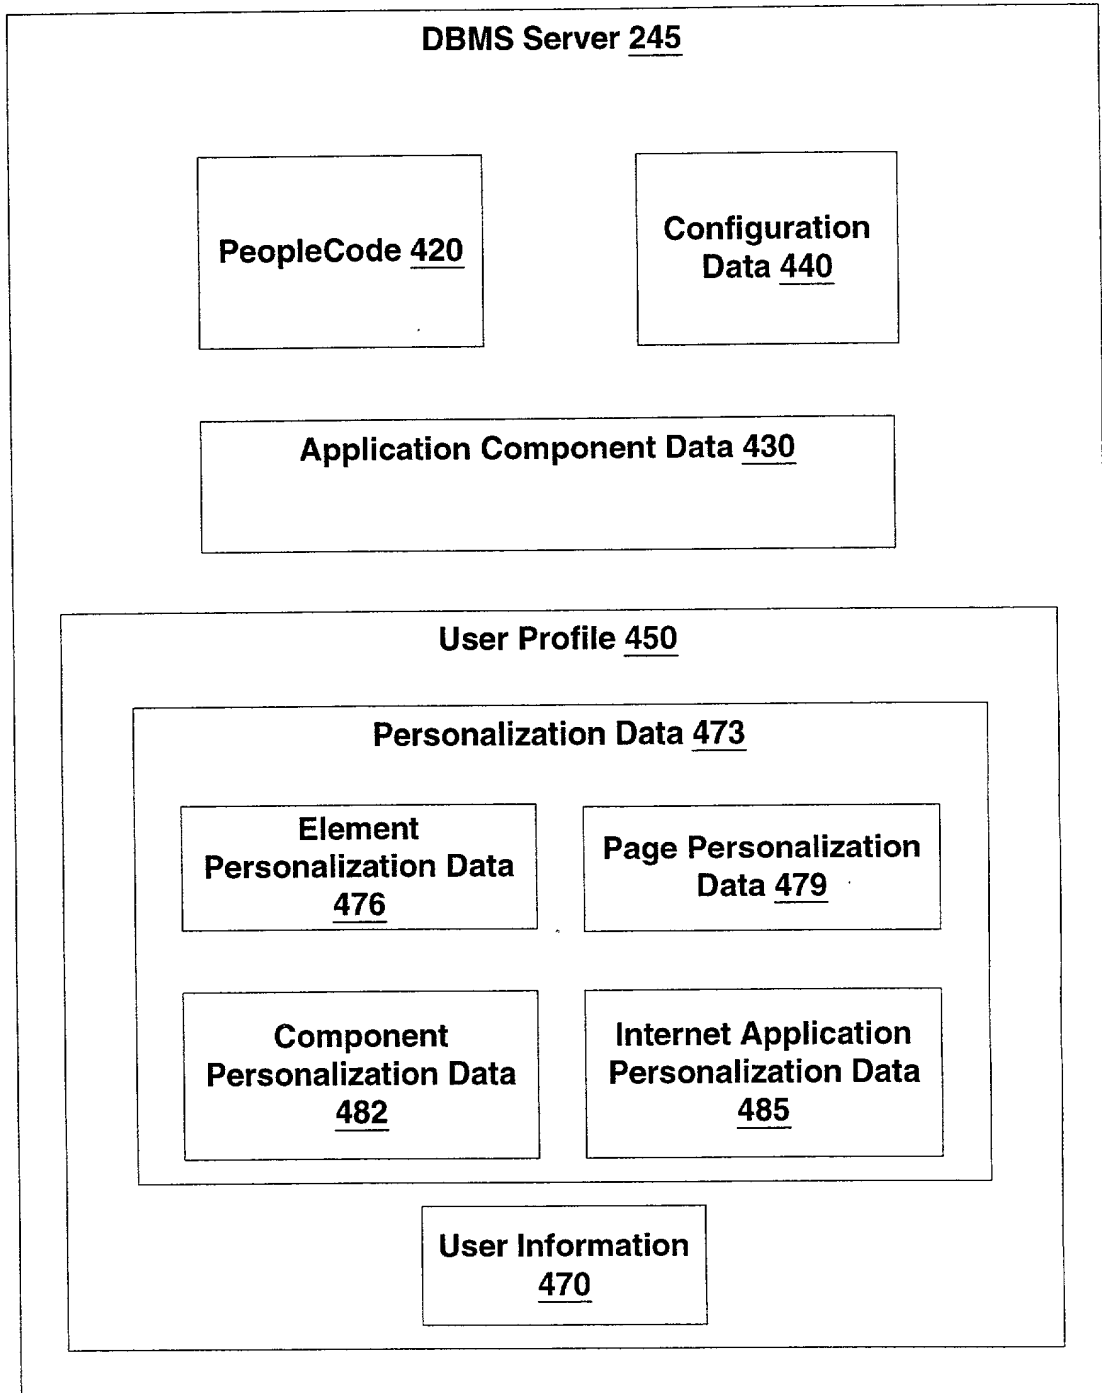 DBMS Server 245
PeopleCode 420
Configuration
Data 440
Application Component Data 430
User Profile 450
Personalization Data 473
Element
Personalization Data
476
Page Personalization
Data 479
Component
Personalization Data
482
Internet Application
Personalization Data
485
User Information
470